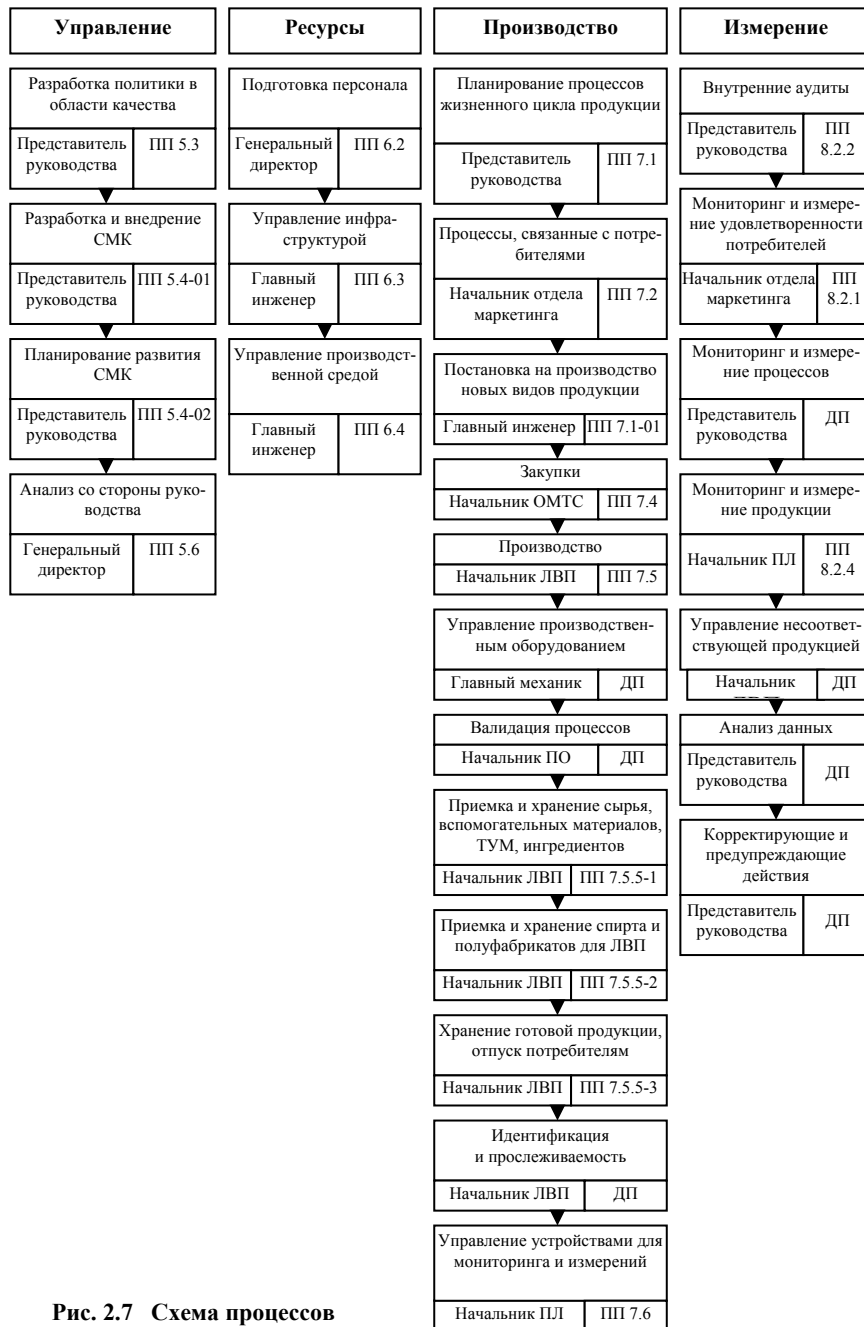 Управление
Разработка политики в
области качества
Представитель
руководства
ПП 5.3
Разработка и внедрение
СМК
Представитель
руководства
ПП 5.4-01
Планирование развития
СМК
Представитель
руководства
ПП 5.4-02
Анализ со стороны руко-
водства
Генеральный
директор
ПП 5.6
Ресурсы
Подготовка персонала
Генеральный
директор
ПП 6.2
Управление инфра-
структурой
Главный
инженер
ПП 6.3
Управление производст-
венной средой
Главный
инженер
ПП 6.4
Производство
Планирование процессов
жизненного цикла продукции
Представитель
руководства
ПП 7.1
Процессы, связанные с потре-
бителями
Начальник отдела
маркетинга
ПП 7.2
Постановка на производство
новых видов продукции
Главный инженер
ПП 7.1-01
Закупки
Начальник ОМТС
ПП 7.4
Производство
Начальник ЛВП
ПП 7.5
Управление производствен-
ным оборудованием
Главный механик
ДП
Валидация процессов
Начальник ПО
ДП
Приемка и хранение сырья,
вспомогательных материалов,
ТУМ, ингредиентов
Начальник ЛВП
ПП 7.5.5-1
Приемка и хранение спирта и
полуфабрикатов для ЛВП
Начальник ЛВП
ПП 7.5.5-2
Хранение готовой продукции,
отпуск потребителям
Начальник ЛВП
ПП 7.5.5-3
Идентификация
и прослеживаемость
Начальник ЛВП
ДП
Управление устройствами для
мониторинга и измерений
Начальник ПЛ
ПП 7.6
Измерение
Внутренние аудиты
Представитель
руководства
ПП
8.2.2
Мониторинг и измере-
ние удовлетворенности
потребителей
Начальник отдела
маркетинга
ПП
8.2.1
Мониторинг и измере-
ние процессов
Представитель
руководства
ДП
Мониторинг и измере-
ние продукции
Начальник ПЛ
ПП
8.2.4
Управление несоответ-
ствующей продукцией
Начальник
ДП
Анализ данных
Представитель
руководства
ДП
Корректирующие и
предупреждающие
действия
Представитель
руководства
ДП
Рис. 2.7 Схема процессов